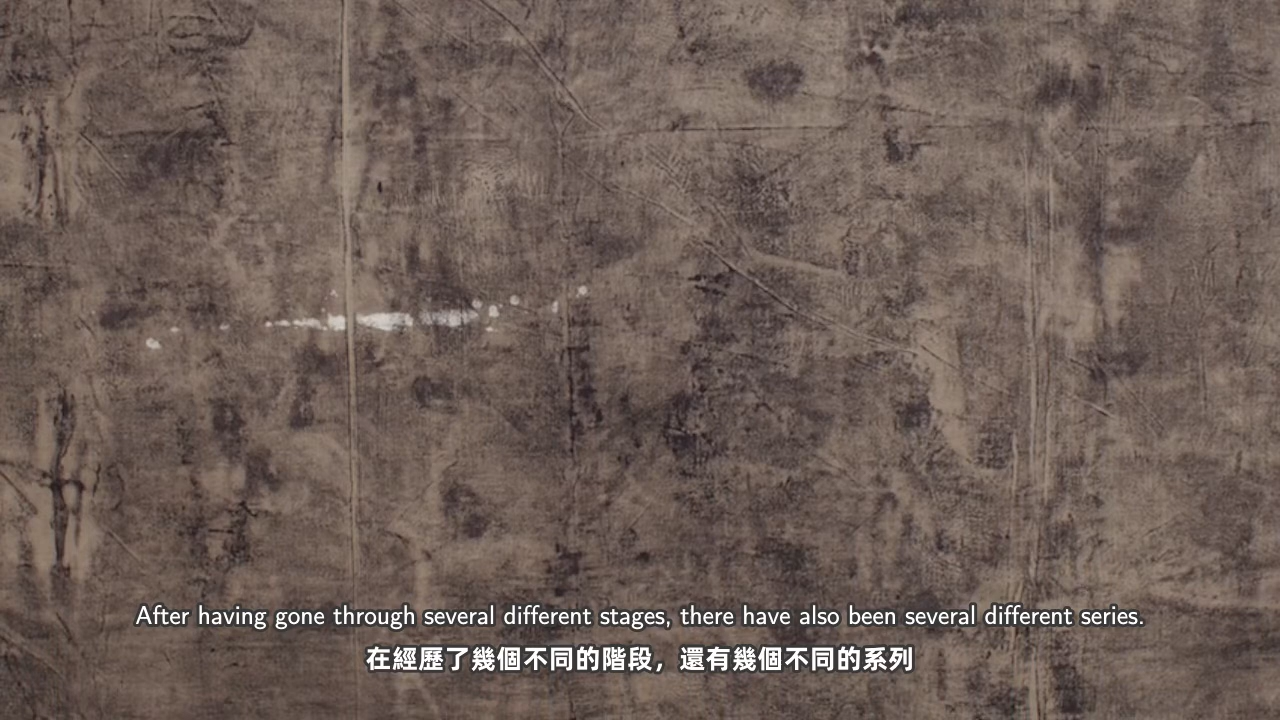 After having gone through several different stages, there have also been several different series.
在經歷了幾個不同的階段，還有幾個不同的系列